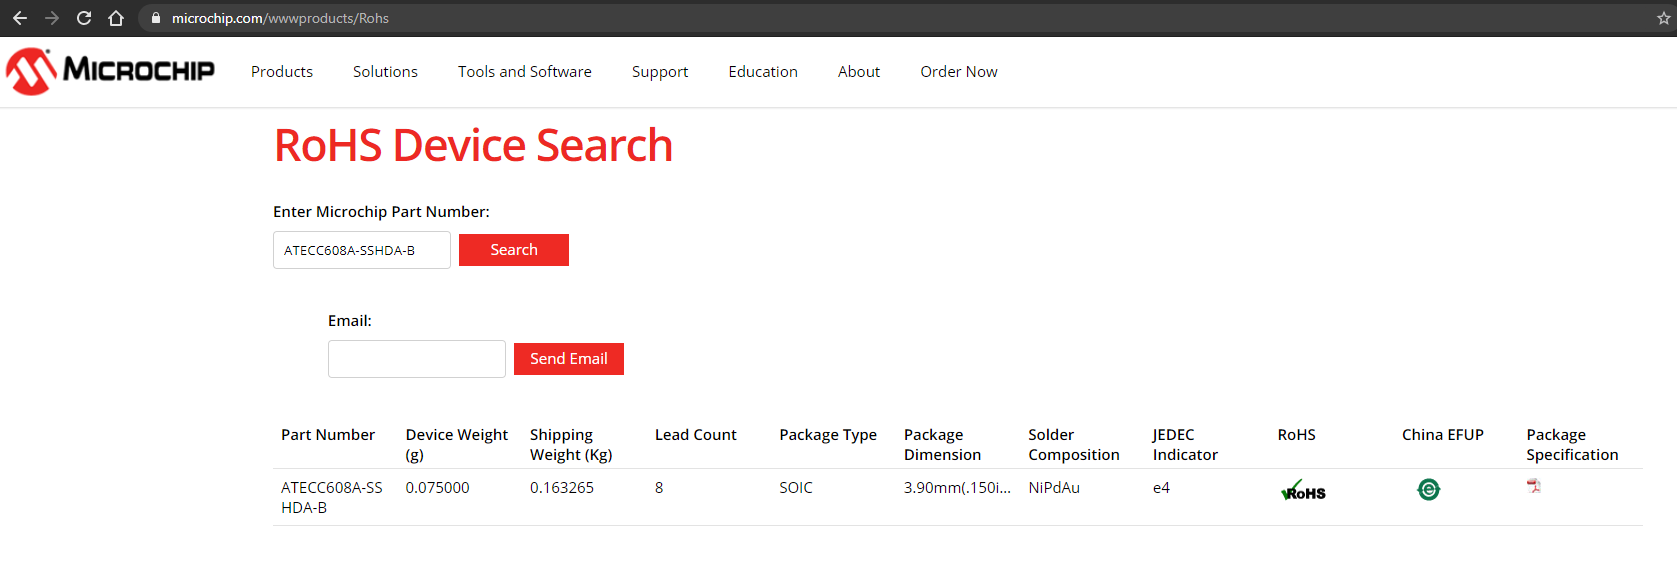 microchip.com/wwwproducts/Rohs
MICROCHIP
Products
Solutions
Tools and Software
Support
Education
About
Order Now
RoHS Device Search
Enter Microchip Part Number:
ATECC608A-SSHDA-B
Search
Email:
Send Email
Part Number
Device Weight
(g)
Shipping
Weight (Kg)
Lead Count
Package Type
Package
Dimension
Solder
Composition
JEDEC
Indicator
RoHS
China EFUP
Package
Specification
ATECC608A-SS
HDA-B
0.075000
0.163265
8
SOIC
3.90mm(.150i...
NiPdAu
e4
RoHS
e